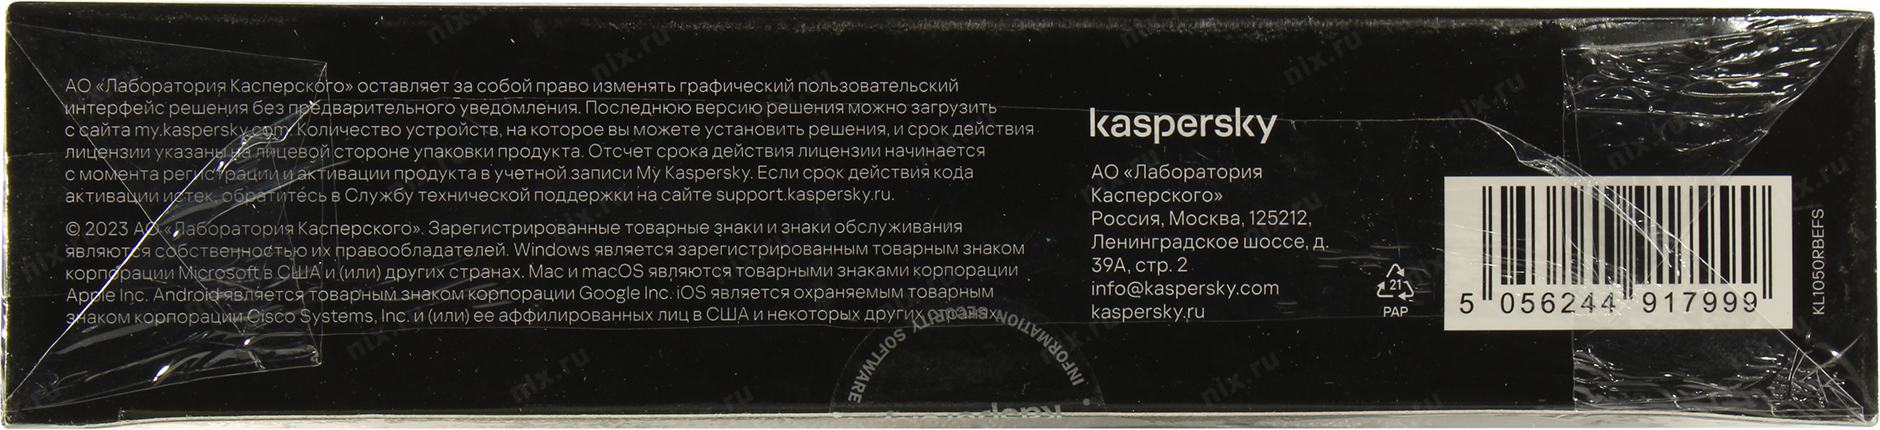 АО «Лаборатория Касперского» оставляет за собой право изменять графический пользовательский
интерфейс решения без предварительного уведомления. Последнюю версию решения можно загрузить
с сайта my.kaspersky.com. Количество устройств, на которое вы можете установить решения, и срок действия
лицензии указаны на лицевой стороне упаковки продукта. Отсчет срока действия лицензии начинается
с момента регистрации и активации продукта в учетной записи My Kaspersky. Если срок действия кода
активации истек, обратитесь в Службу технической поддержки на сайте support.kaspersky.ru.
© 2023 АО «Лаборатория Касперского». Зарегистрированные товарные знаки и знаки обслуживания
являются собственностью их правообладателей. Windows является зарегистрированным товарным знаком
корпорации Microsoft в США и (или) других странах. Mac и macOS являются товарными знаками корпорации
Apple Inc. Android является товарным знаком корпорации Google Inc. iOS является охраняемым товарным
знаком корпорации Cisco Systems, Inc. и (или) ее аффилированных лиц в США и некоторых других странах.
kaspersky
АО «Лаборатория
Касперского»
Россия, Москва, 125212,
Ленинградское шоссе, д.
39А, стр. 2
info@kaspersky.com
kaspersky.ru
21
PAP
5 056244 917999
KL1050RBEFS
INFORMATION SECURITY SOFTWARE
nix.ru